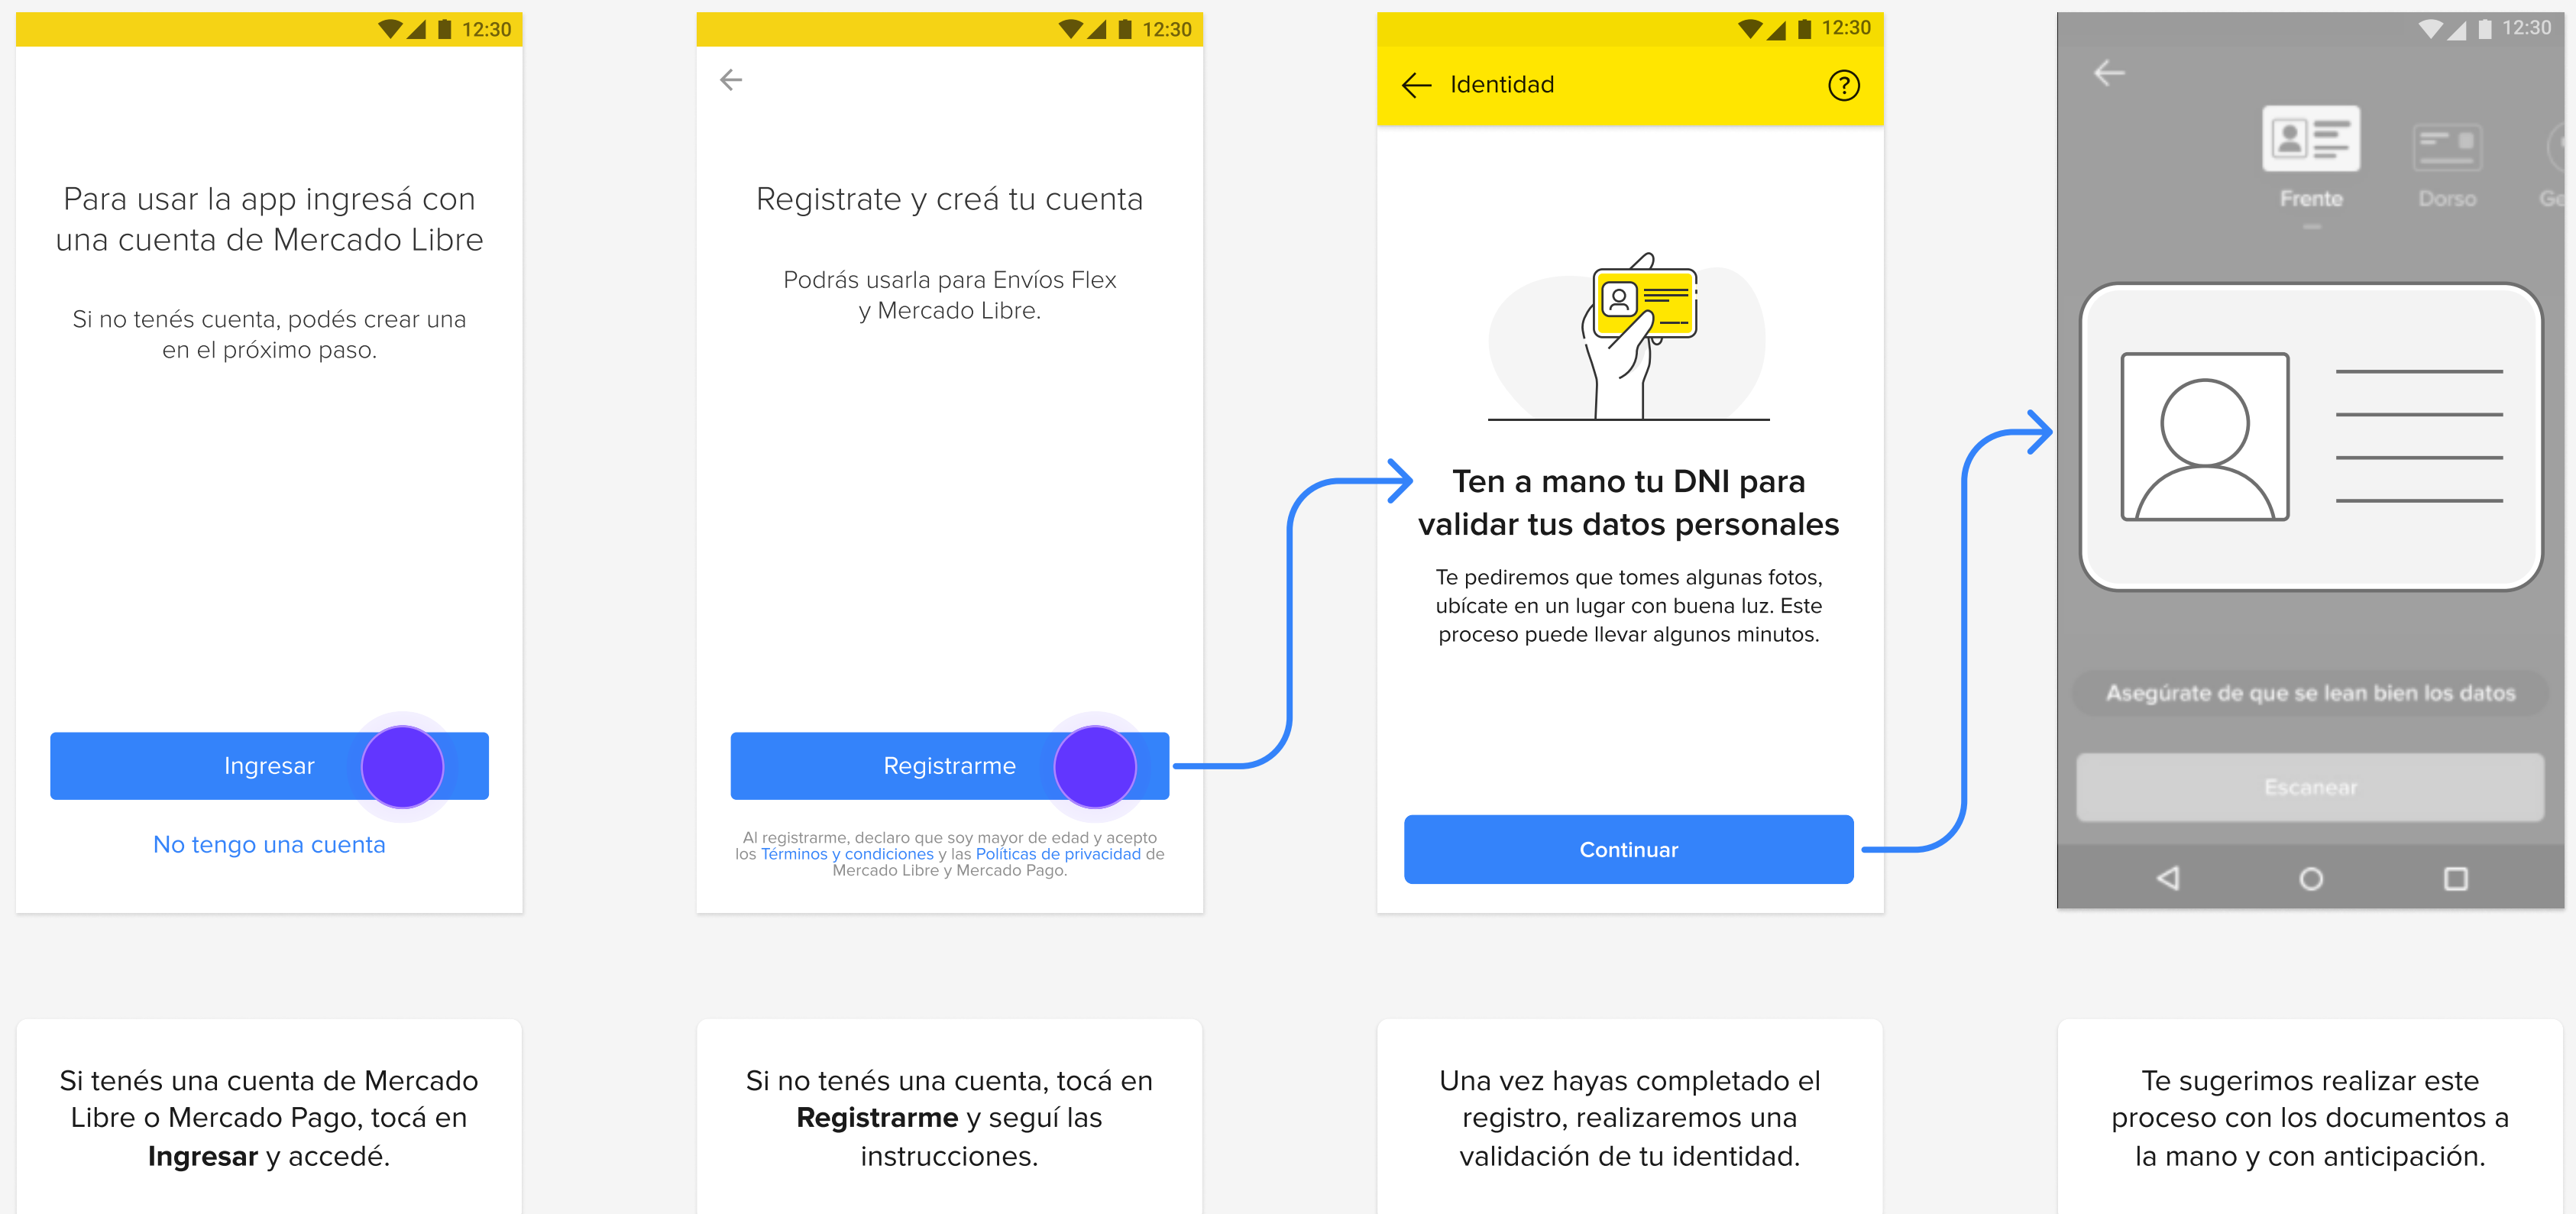 12:30
Para usar la app ingresá con
una cuenta de Mercado Libre
Si no tenés cuenta, podés crear una
en el próximo paso.
Ingresar
No tengo una cuenta
Si tenés una cuenta de Mercado
Libre o Mercado Pago, tocá en
Ingresar y accedé.
12:30
Registrate y creá tu cuenta
Podrás usarla para Envíos Flex
y Mercado Libre.
Registrarme
Al registrarme, declaro que soy mayor de edad y acepto
los Términos y condiciones y las Políticas de privacidad de
Mercado Libre y Mercado Pago.
Si no tenés una cuenta, tocá en
Registrarme y seguí las
instrucciones.
12:30
Identidad
Ten a mano tu DNI para
validar tus datos personales
Te pediremos que tomes algunas fotos,
ubícate en un lugar con buena luz. Este
proceso puede llevar algunos minutos.
Continuar
Una vez hayas completado el
registro, realizaremos una
validación de tu identidad.
12:30
Frente Dorso
Asegúrate de que se lean bien los datos
Escanear
Te sugerimos realizar este
proceso con los documentos a
la mano y con anticipación.